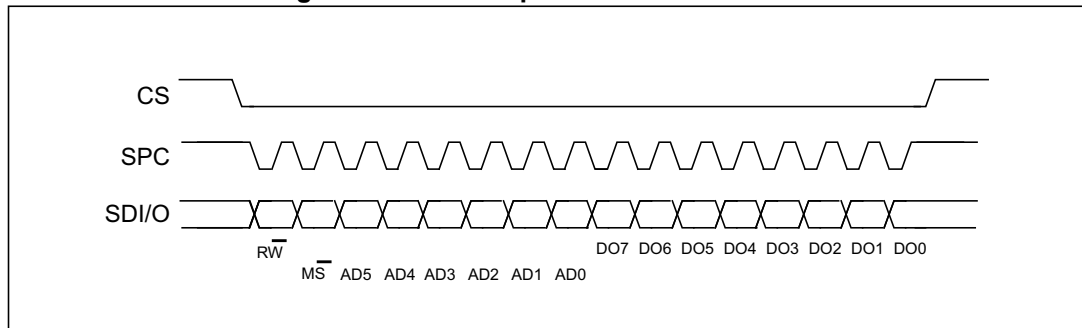 CS
SPC
SDI/O
RW DO7 DO6 DO5 DO4 DO3 DO2 DO1 DO0
MS AD5 AD4 AD3 AD2 AD1 AD0